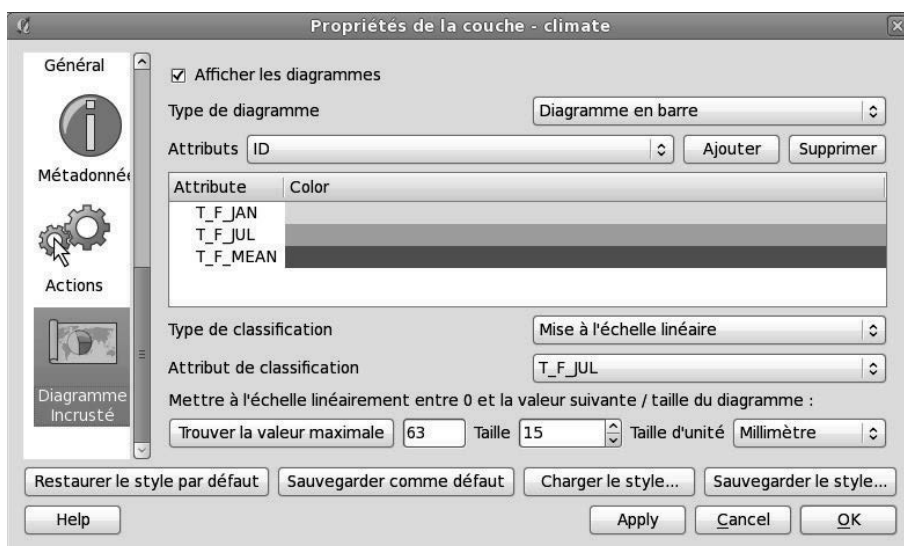 Propriétés de la couche - climate
Général
Métadonnée
Actions
Diagramme
Incrusté
Afficher les diagrammes
Type de diagramme
Diagramme en barre
Attributs
ID
Ajouter
Supprimer
Attribute
Color
T_F_JAN
T_F_JUL
T_F_MEAN
Type de classification
Mise à l'échelle linéaire
Attribut de classification
T_F_JUL
Mettre à l'échelle linéairement entre 0 et la valeur suivante / taille du diagramme :
Trouver la valeur maximale
63
Taille
15
Taille d'unité
Millimètre
Restaurer le style par défaut
Sauvegarder comme défaut
Charger le style...
Sauvegarder le style...
Help
Apply
Cancel
OK